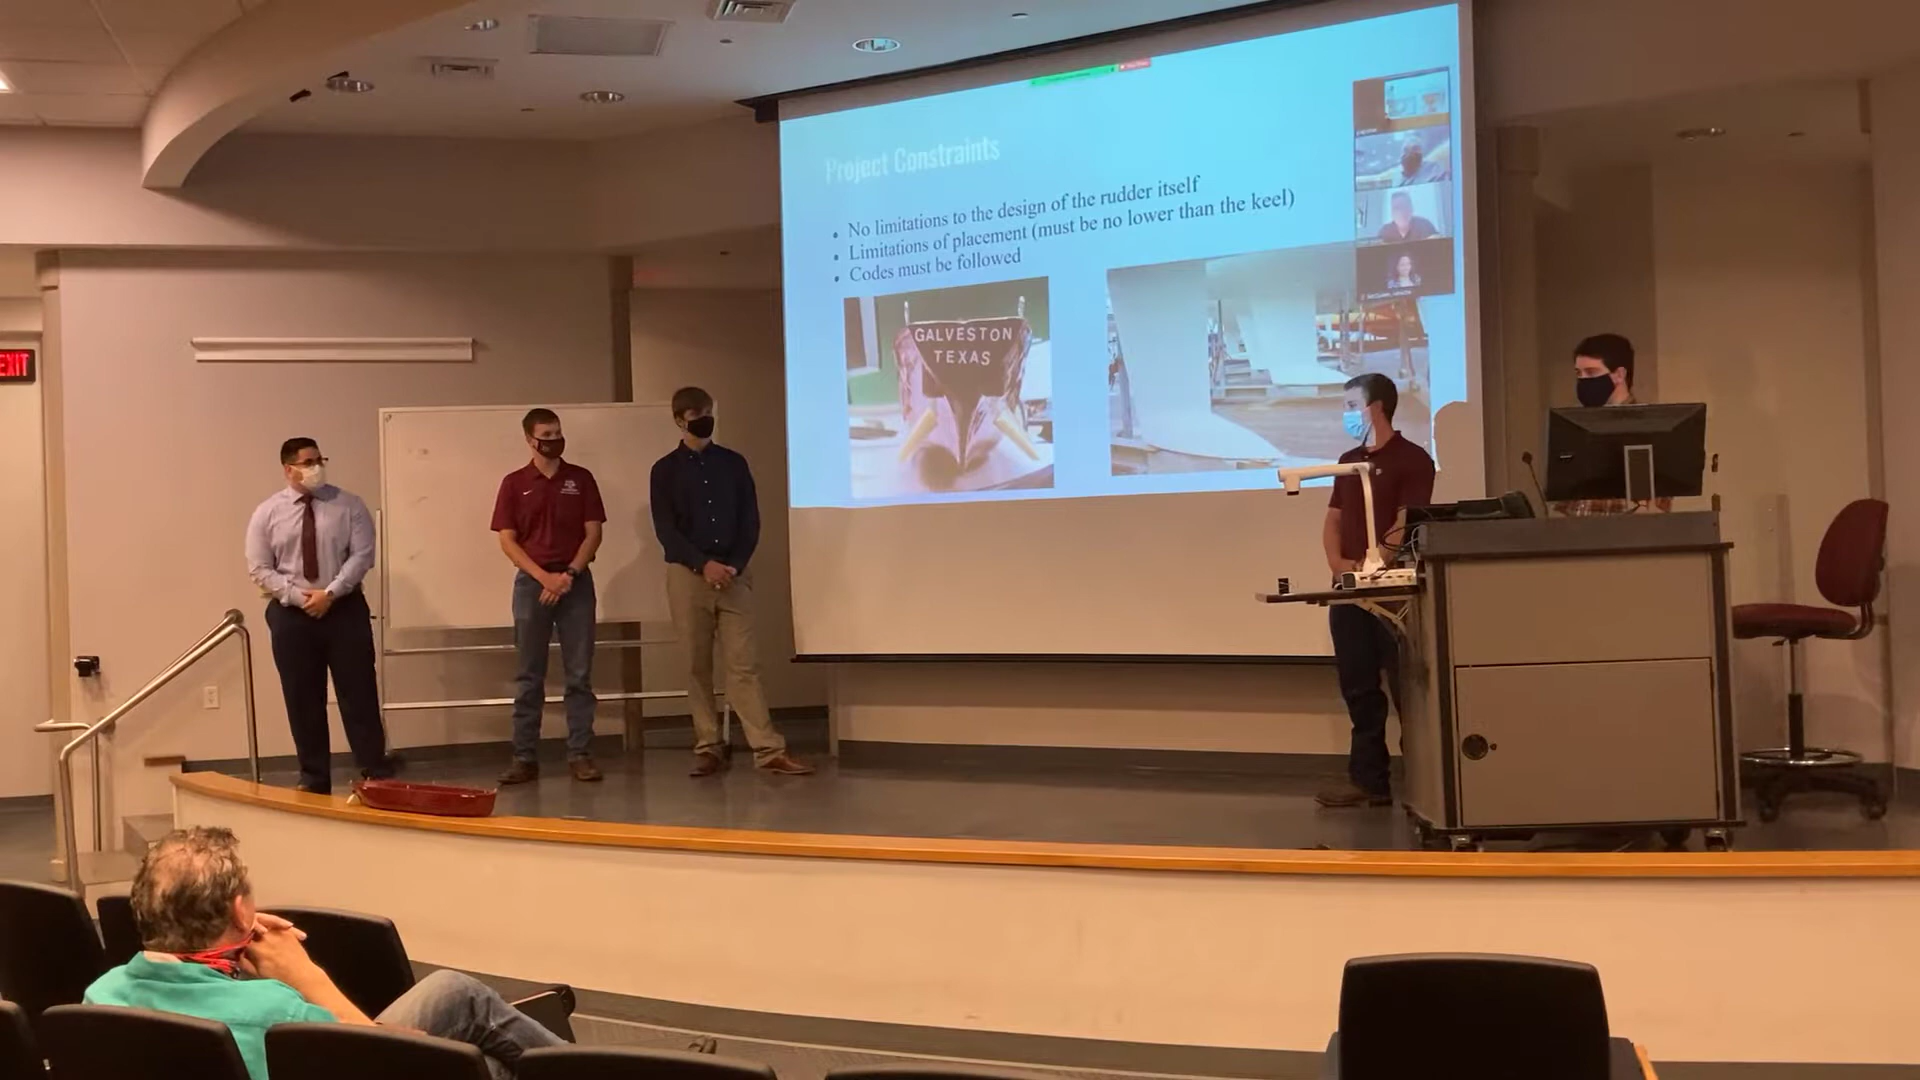 Project Constraints
• No limitations to the design of the rudder itself
• Limitations of placement (must be no lower than the keel)
• Codes must be followed
GALVESTON
TEXAS
EXIT